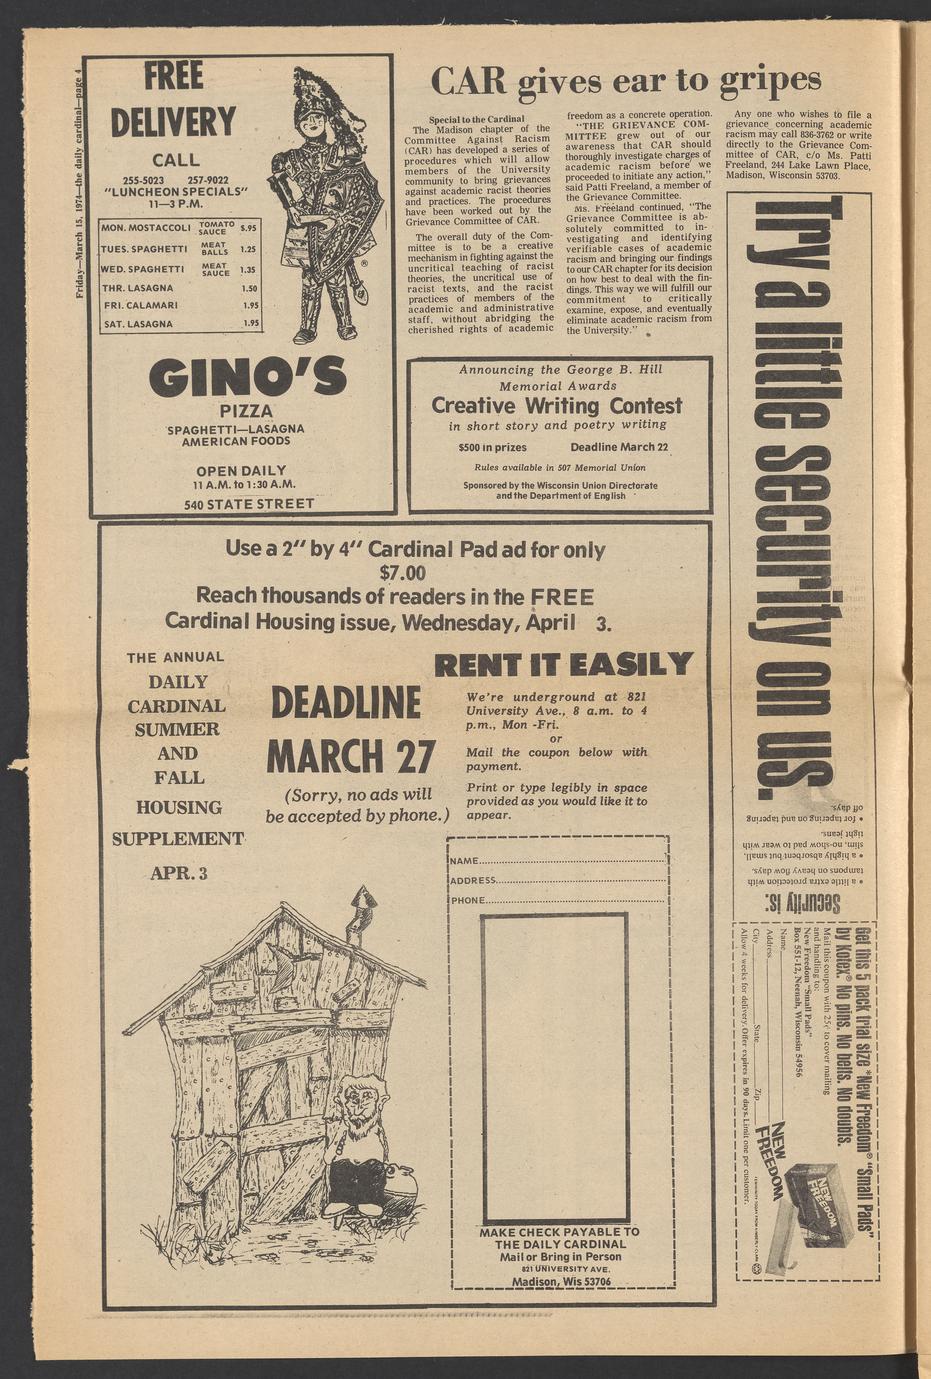 Friday—March 15, 1974—the daily cardinal—page 4
FREE
DELIVERY
CALL
255-5023 257-9022
"LUNCHEON SPECIALS"
11—3 P.M.
MON. MOSTACCOLI TOMATO SAUCE $.95
TUES. SPAGHETTI MEAT BALLS 1.25
WED. SPAGHETTI MEAT SAUCE 1.35
THR. LASAGNA 1.50
FRI. CALAMARI 1.95
SAT. LASAGNA 1.95
®
GINO'S
PIZZA
SPAGHETTI—LASAGNA
AMERICAN FOODS
OPEN DAILY
11 A.M. to 1:30 A.M.
540 STATE STREET
CAR gives ear to gripes
Special to the Cardinal
The Madison chapter of the
Committee Against Racism
(CAR) has developed a series of
procedures which will allow
members of the University
community to bring grievances
against academic racist theories
and practices. The procedures
have been worked out by the
Grievance Committee of CAR.
The overall duty of the Com-
mittee is to be a creative
mechanism in fighting against the
uncritical teaching of racist
theories, the uncritical use of
racist texts, and the racist
practices of members of the
academic and administrative
staff, without abridging the
cherished rights of academic
freedom as a concrete operation.
"THE GRIEVANCE COM-
MITTEE grew out of our
awareness that CAR should
thoroughly investigate charges of
academic racism before we
proceeded to initiate any action,"
said Patti Freeland, a member of
the Grievance Committee.
Ms. Freeland continued, "The
Grievance Committee is ab-
solutely committed to in-
vestigating and identifying
verifiable cases of academic
racism and bringing our findings
to our CAR chapter for its decision
on how best to deal with the fin-
dings. This way we will fulfill our
commitment to critically
examine, expose, and eventually
eliminate academic racism from
the University."
Any one who wishes to file a
grievance concerning academic
racism may call 836-3762 or write
directly to the Grievance Com-
mittee of CAR, c/o Ms. Patti
Freeland, 244 Lake Lawn Place,
Madison, Wisconsin 53703.
Announcing the George B. Hill
Memorial Awards
Creative Writing Contest
in short story and poetry writing
$500 in prizes Deadline March 22
Rules available in 507 Memorial Union
Sponsored by the Wisconsin Union Directorate
and the Department of English
Use a 2" by 4" Cardinal Pad ad for only
$7.00
Reach thousands of readers in the FREE
Cardinal Housing issue, Wednesday, April 3.
THE ANNUAL
DAILY
CARDINAL
SUMMER
AND
FALL
HOUSING
SUPPLEMENT
APR. 3
DEADLINE
MARCH 27
(Sorry, no ads will
be accepted by phone.)
RENT IT EASILY
We're underground at 821
University Ave., 8 a.m. to 4
p.m., Mon -Fri.
or
Mail the coupon below with
payment.
Print or type legibly in space
provided as you would like it to
appear.
NAME
ADDRESS
PHONE
MAKE CHECK PAYABLE TO
THE DAILY CARDINAL
Mail or Bring in Person
821 UNIVERSITY AVE.
Madison, Wis 53706
Try a little security on us.
Security is:
• a little extra protection with
tampons on heavy flow days.
• a highly absorbent but small,
slim, no-show pad to wear with
tight jeans.
• for tapering on and tapering
off days.
Get this 5 pack trial size *New Freedom® "Small Pads"
by Kotex.® No pins. No belts. No doubts.
Mail this coupon with 25¢ to cover mailing
and handling to:
New Freedom "Small Pads"
Box 551-12, Neenah, Wisconsin 54956
Name
Address
City State Zip
Allow 4 weeks for delivery. Offer expires in 90 days. Limit one per customer.
NEW
FREEDOM
NEW
FREEDOM